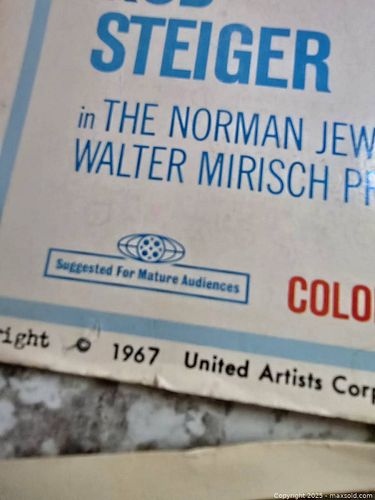 STEIGER
in THE NORMAN JEW
WALTER MIRISCH PR
Suggested For Mature Audiences
COLO
right © 1967 United Artists Corp
Copyright 2025 - maxsold.com